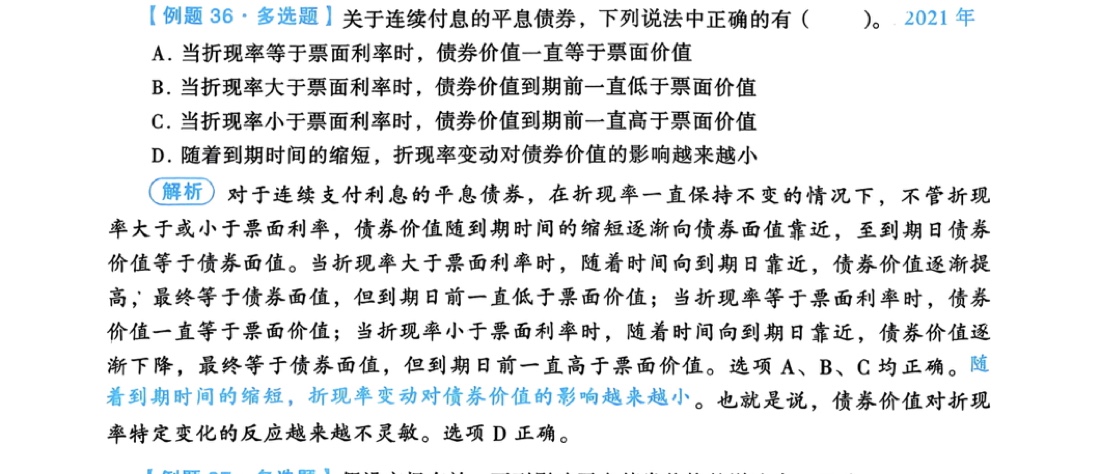 【例题 36·多选题】关于连续付息的平息债券，下列说法中正确的有（　　）。2021 年
A. 当折现率等于票面利率时，债券价值一直等于票面价值
B. 当折现率大于票面利率时，债券价值到期前一直低于票面价值
C. 当折现率小于票面利率时，债券价值到期前一直高于票面价值
D. 随着到期时间的缩短，折现率变动对债券价值的影响越来越小
解析 对于连续支付利息的平息债券，在折现率一直保持不变的情况下，不管折现
率大于或小于票面利率，债券价值随到期时间的缩短逐渐向债券面值靠近，至到期日债券
价值等于债券面值。当折现率大于票面利率时，随着时间向到期日靠近，债券价值逐渐提
高，最终等于债券面值，但到期日前一直低于票面价值；当折现率等于票面利率时，债券
价值一直等于票面价值；当折现率小于票面利率时，随着时间向到期日靠近，债券价值逐
渐下降，最终等于债券面值，但到期日前一直高于票面价值。选项 A、B、C 均正确。随
着到期时间的缩短，折现率变动对债券价值的影响越来越小。也就是说，债券价值对折现
率特定变化的反应越来越不灵敏。选项 D 正确。